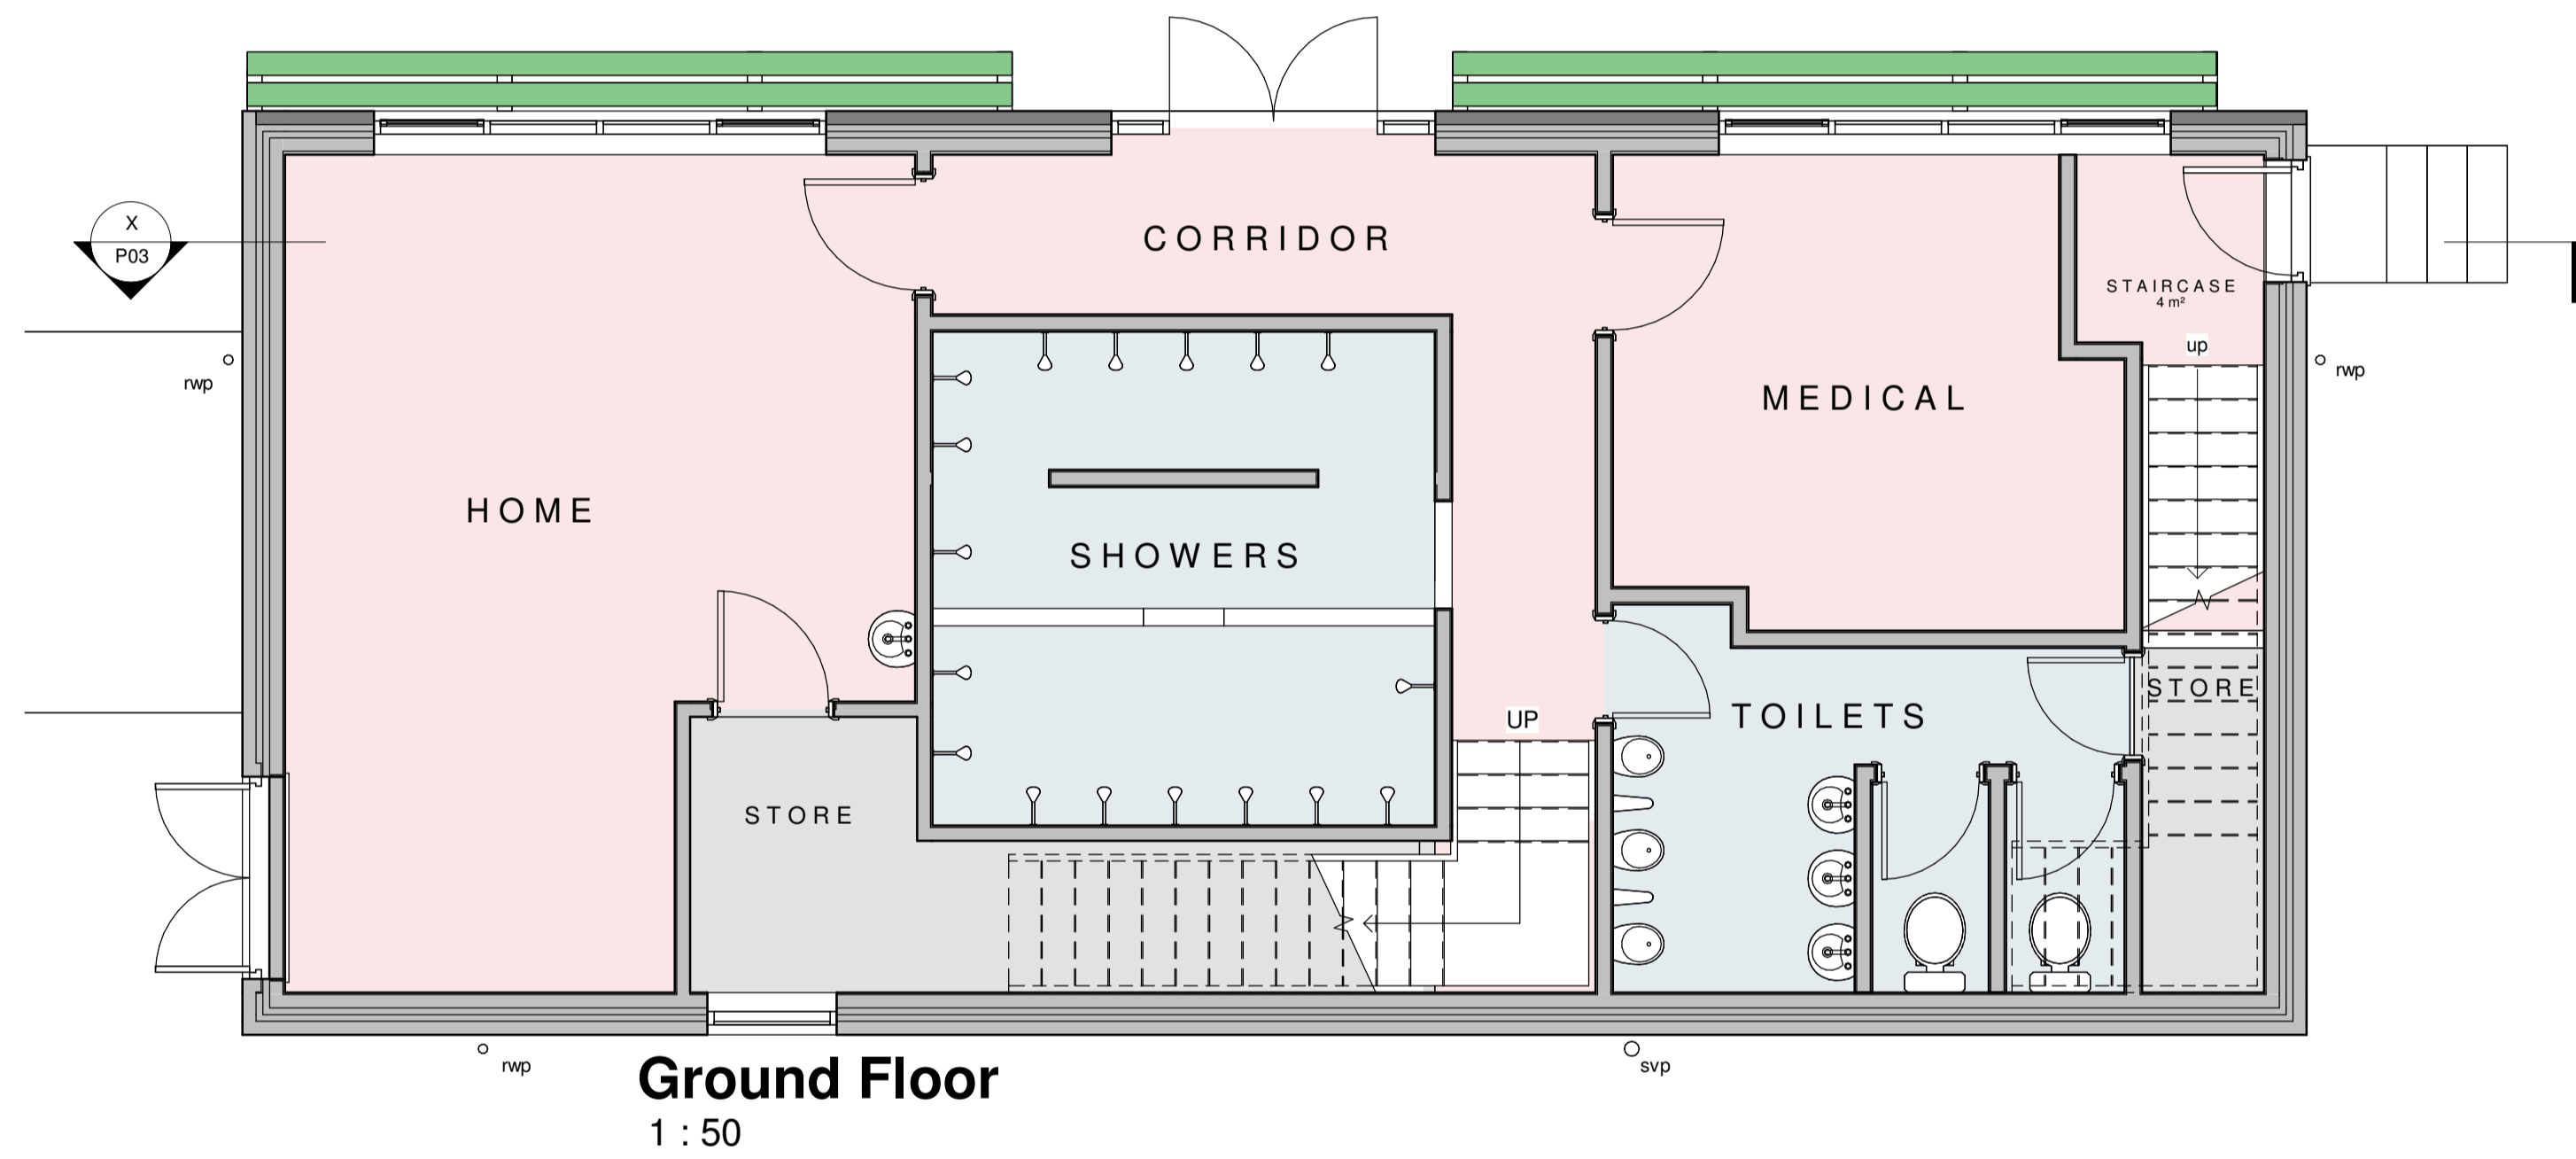 X
P03
CORRIDOR
STAIRCASE
4 m²
up
rwp
rwp
MEDICAL
HOME
SHOWERS
STORE
TOILETS
UP
STORE
rwp
svp
Ground Floor
1 : 50